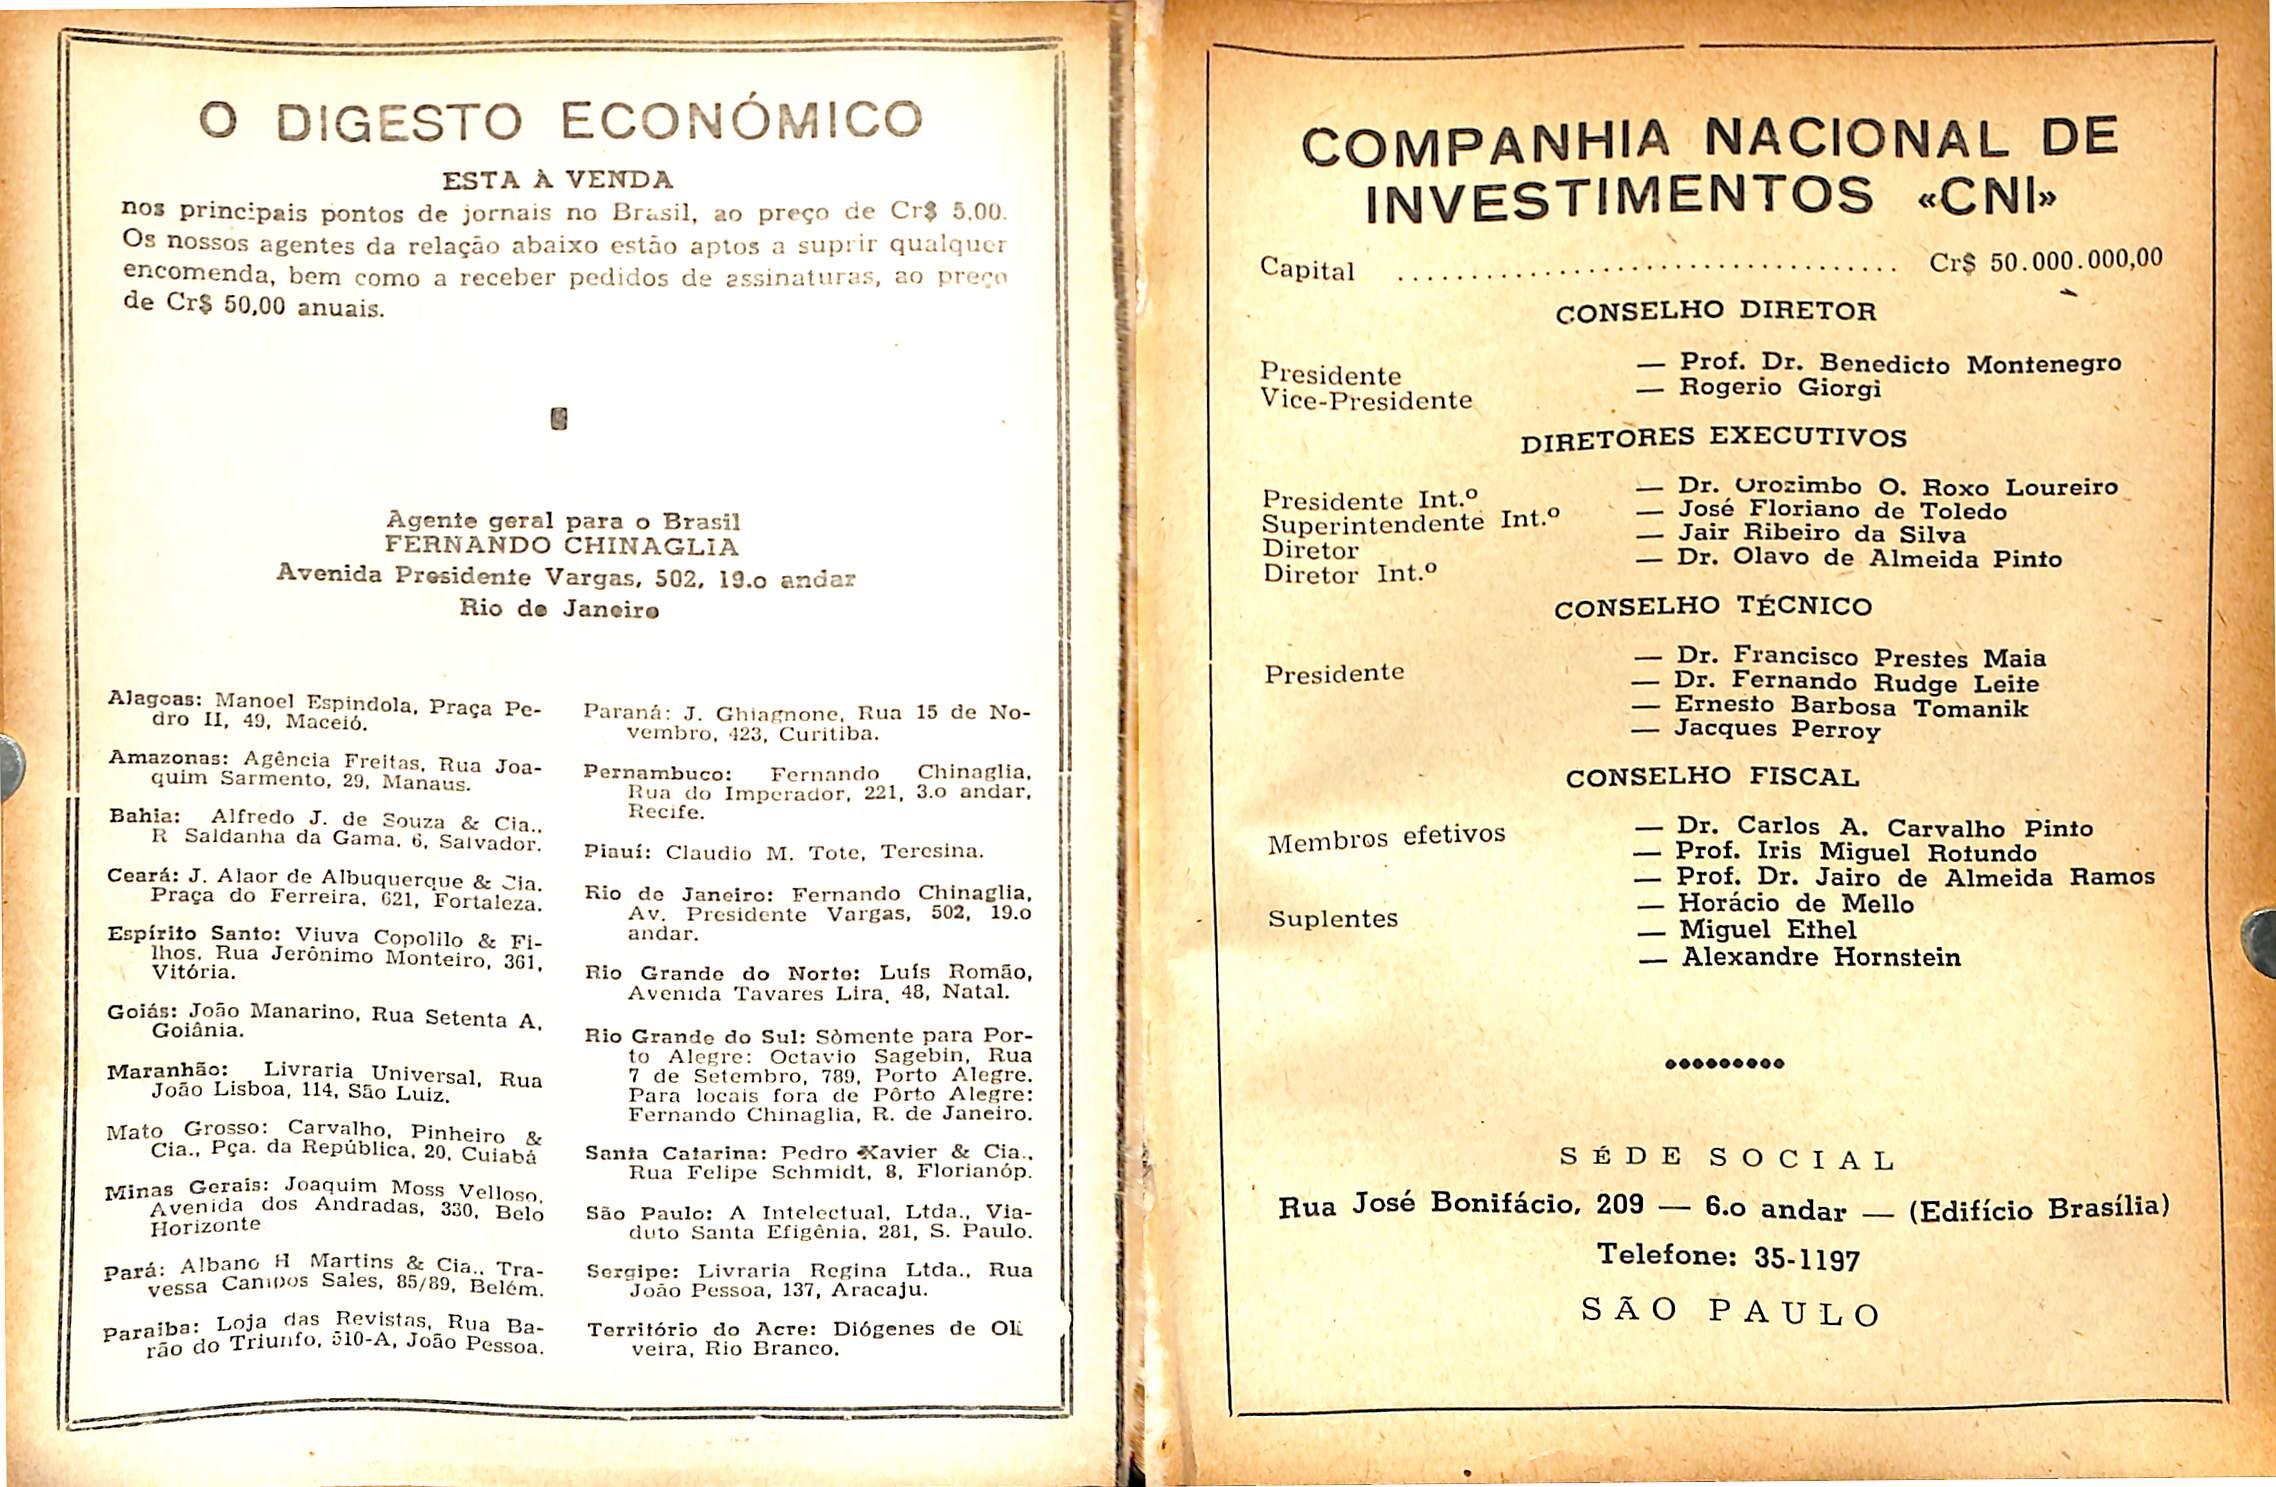 O DIGESTO ECONÓMICO
ESTA À VENDA
nos principais pontos de jornais no Brasil, ao preço de Cr$ 5,00.
Os nossos agentes da relação abaixo estão aptos a suprir qualquer
encomenda, bem como a receber pedidos de assinaturas, ao preço
de Cr$ 50,00 anuais.
Agente geral para o Brasil
FERNANDO CHINAGLIA
Avenida Presidente Vargas, 502, 19.o andar
Rio de Janeiro
Alagoas: Manoel Espindola, Praça Pe-
dro II, 49, Maceió.
Amazonas: Agência Freitas, Rua Joa-
quim Sarmento, 29, Manaus.
Bahia: Alfredo J. de Souza & Cia.,
R Saldanha da Gama, 6, Salvador.
Ceará: J. Alaor de Albuquerque & Cia.
Praça do Ferreira, 621, Fortaleza.
Espírito Santo: Viuva Copolilo & Fi-
lhos, Rua Jerônimo Monteiro, 361,
Vitória.
Goiás: João Manarino, Rua Setenta A,
Goiânia.
Maranhão: Livraria Universal, Rua
João Lisboa, 114, São Luiz.
Mato Grosso: Carvalho, Pinheiro &
Cia., Pça. da República, 20, Cuiabá
Minas Gerais: Joaquim Moss Velloso,
Avenida dos Andradas, 330, Belo
Horizonte
Pará: Albano H Martins & Cia., Tra-
vessa Campos Sales, 85/89, Belém.
Paraíba: Loja das Revistas, Rua Ba-
rão do Triunfo, 510-A, João Pessoa.
Paraná: J. Ghiagnone, Rua 15 de No-
vembro, 423, Curitiba.
Pernambuco: Fernando Chinaglia,
Rua do Imperador, 221, 3.o andar,
Recife.
Piauí: Claudio M. Tote, Teresina.
Rio de Janeiro: Fernando Chinaglia,
Av. Presidente Vargas, 502, 19.o
andar.
Rio Grande do Norte: Luís Romão,
Avenida Tavares Lira, 48, Natal.
Rio Grande do Sul: Sòmente para Por-
to Alegre: Octavio Sagebin, Rua
7 de Setembro, 789, Porto Alegre.
Para locais fora de Pôrto Alegre:
Fernando Chinaglia, R. de Janeiro.
Santa Catarina: Pedro Xavier & Cia.,
Rua Felipe Schmidt, 8, Florianóp.
São Paulo: A Intelectual, Ltda., Via-
duto Santa Efigênia, 281, S. Paulo.
Sergipe: Livraria Regina Ltda., Rua
João Pessoa, 137, Aracaju.
Território do Acre: Diógenes de Oli
veira, Rio Branco.
COMPANHIA NACIONAL DE
INVESTIMENTOS «CNI»
Capital .................................... Cr$ 50.000.000,00
CONSELHO DIRETOR
Presidente — Prof. Dr. Benedicto Montenegro
Vice-Presidente — Rogerio Giorgi
DIRETORES EXECUTIVOS
Presidente Int.º — Dr. Orozimbo O. Roxo Loureiro
Superintendente Int.º — José Floriano de Toledo
Diretor — Jair Ribeiro da Silva
Diretor Int.º — Dr. Olavo de Almeida Pinto
CONSELHO TÉCNICO
Presidente — Dr. Francisco Prestes Maia
— Dr. Fernando Rudge Leite
— Ernesto Barbosa Tomanik
— Jacques Perroy
CONSELHO FISCAL
Membros efetivos — Dr. Carlos A. Carvalho Pinto
— Prof. Iris Miguel Rotundo
— Prof. Dr. Jairo de Almeida Ramos
Suplentes — Horácio de Mello
— Miguel Ethel
— Alexandre Hornstein
SÉDE SOCIAL
Rua José Bonifácio, 209 — 6.o andar — (Edifício Brasília)
Telefone: 35-1197
SÃO PAULO